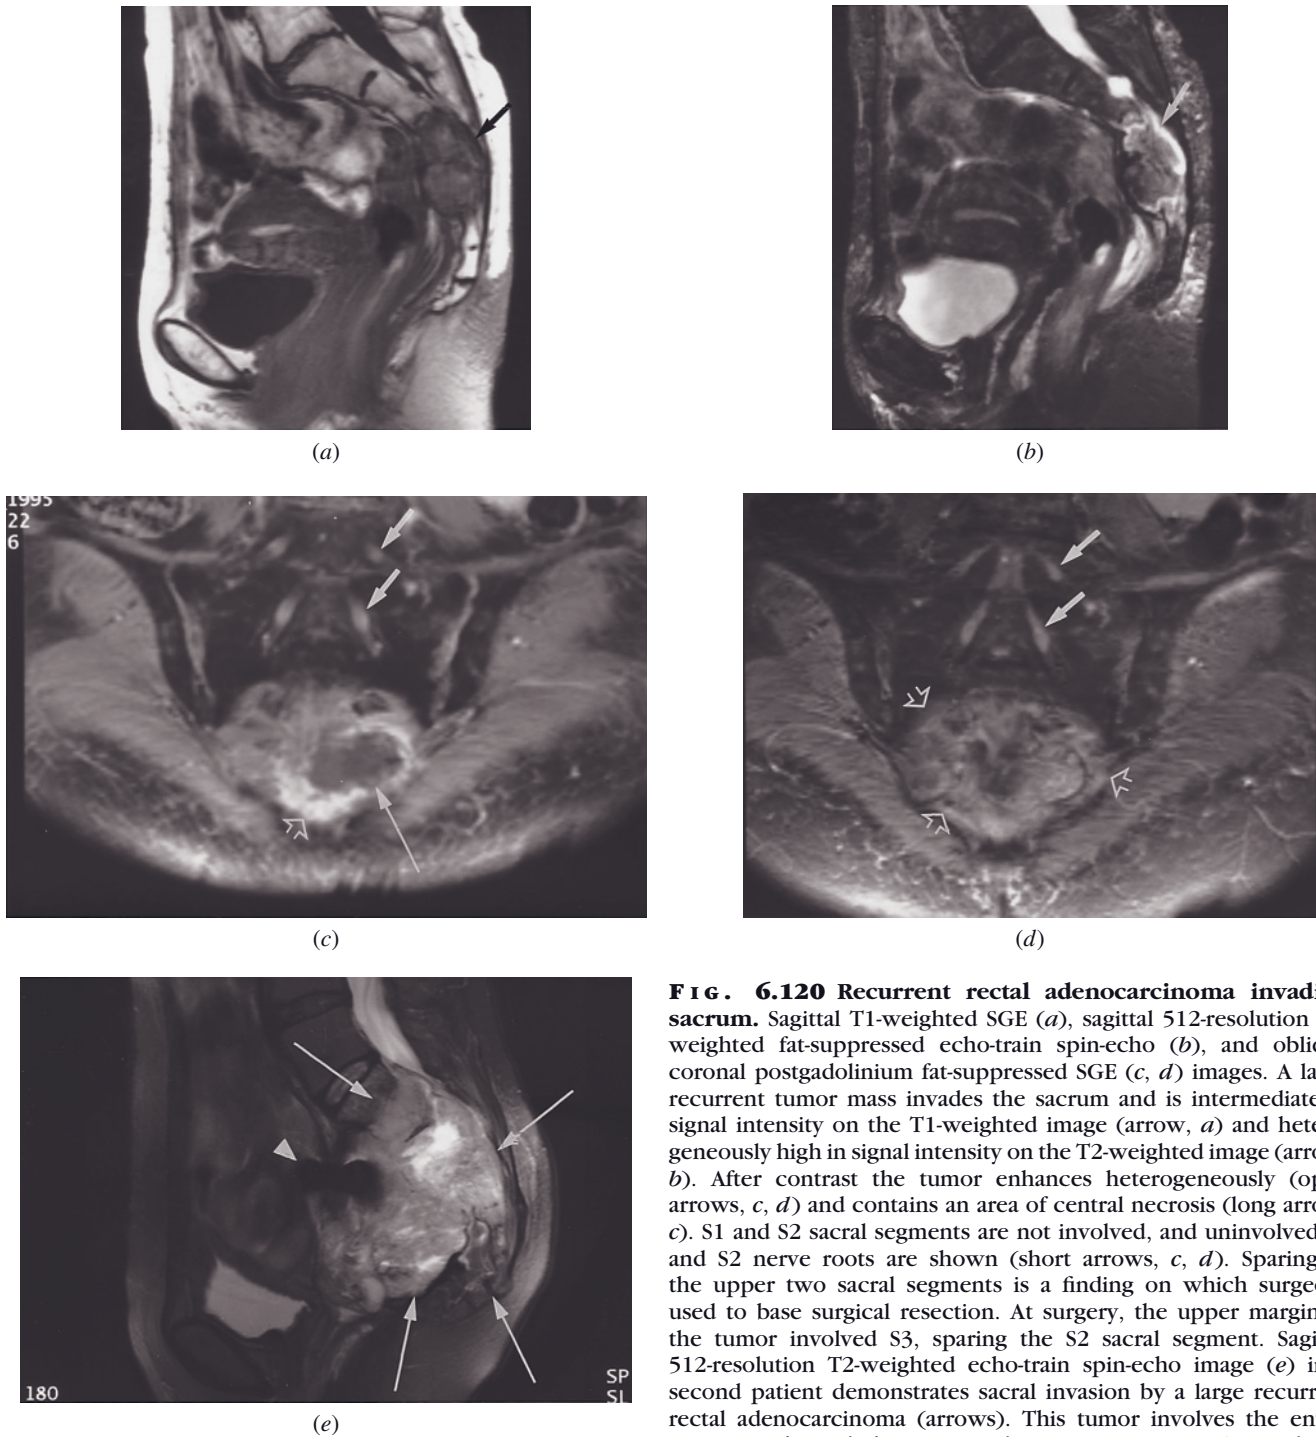 (a)
(b)
1995
22
6
(c)
(d)
180
SP
SL
(e)
FIG. 6.120 Recurrent rectal adenocarcinoma invadi
sacrum. Sagittal T1-weighted SGE (a), sagittal 512-resolution
weighted fat-suppressed echo-train spin-echo (b), and obli
coronal postgadolinium fat-suppressed SGE (c, d) images. A la
recurrent tumor mass invades the sacrum and is intermediate
signal intensity on the T1-weighted image (arrow, a) and hete
geneously high in signal intensity on the T2-weighted image (arro
b). After contrast the tumor enhances heterogeneously (op
arrows, c, d) and contains an area of central necrosis (long arro
c). S1 and S2 sacral segments are not involved, and uninvolved
and S2 nerve roots are shown (short arrows, c, d). Sparing
the upper two sacral segments is a finding on which surge
used to base surgical resection. At surgery, the upper margin
the tumor involved S3, sparing the S2 sacral segment. Sagi
512-resolution T2-weighted echo-train spin-echo image (e) i
second patient demonstrates sacral invasion by a large recurr
rectal adenocarcinoma (arrows). This tumor involves the en